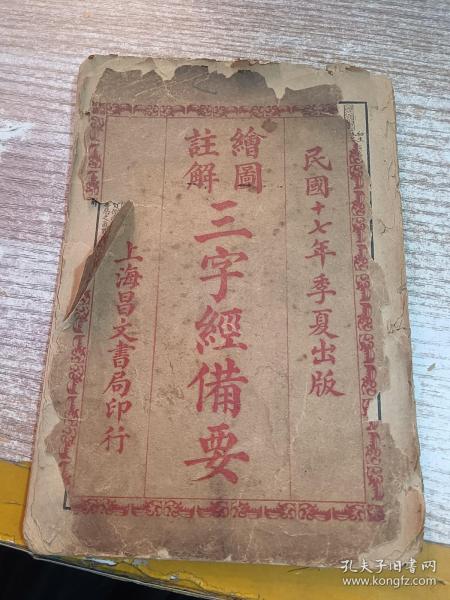 民國十七年季夏出版
繪圖
註解
三字經備要
上海昌文書局印行
孔夫子旧书网
www.kongfz.com